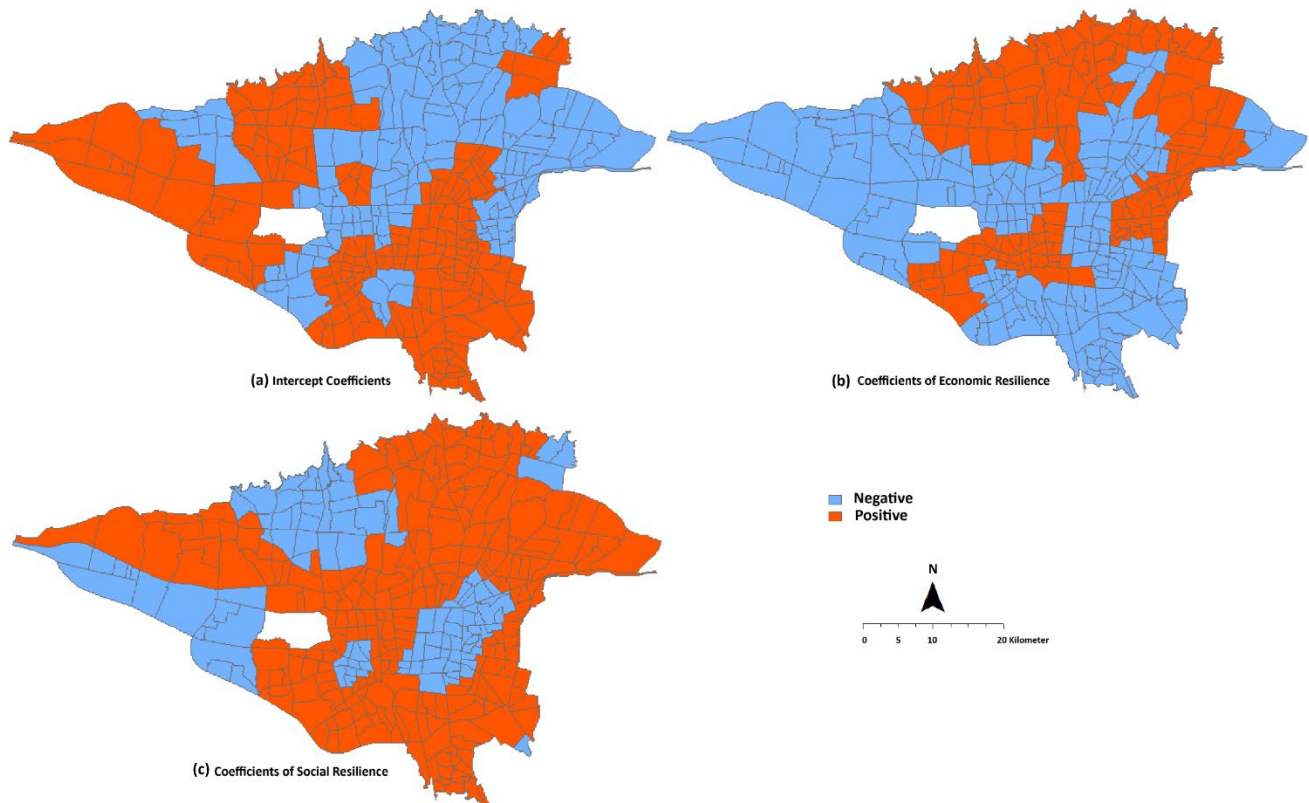 (a) Intercept Coefficients
(b) Coefficients of Economic Resilience
Negative
Positive
N
0 5 10 20 Kilometer
(c) Coefficients of Social Resilience